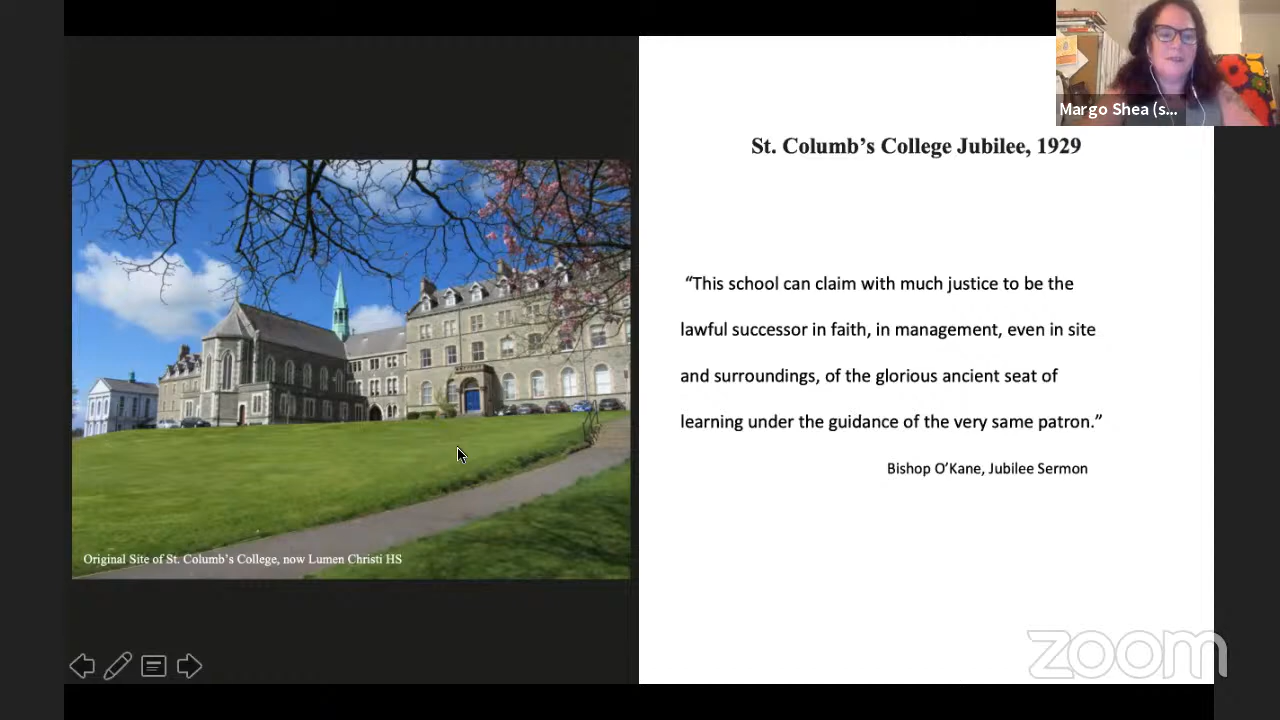 Margo Shea (s...
St. Columb’s College Jubilee, 1929
“This school can claim with much justice to be the
lawful successor in faith, in management, even in site
and surroundings, of the glorious ancient seat of
learning under the guidance of the very same patron.”
Bishop O’Kane, Jubilee Sermon
Original Site of St. Columb’s College, now Lumen Christi HS
zoom